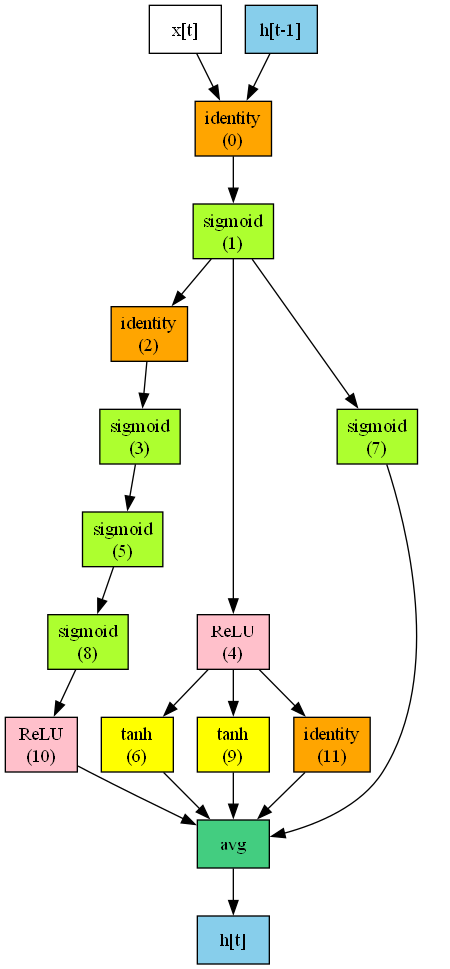 x[t]
h[t-1]
identity
(0)
sigmoid
(1)
identity
(2)
sigmoid
(3)
sigmoid
(7)
sigmoid
(5)
sigmoid
(8)
ReLU
(4)
ReLU
(10)
tanh
(6)
tanh
(9)
identity
(11)
avg
h[t]